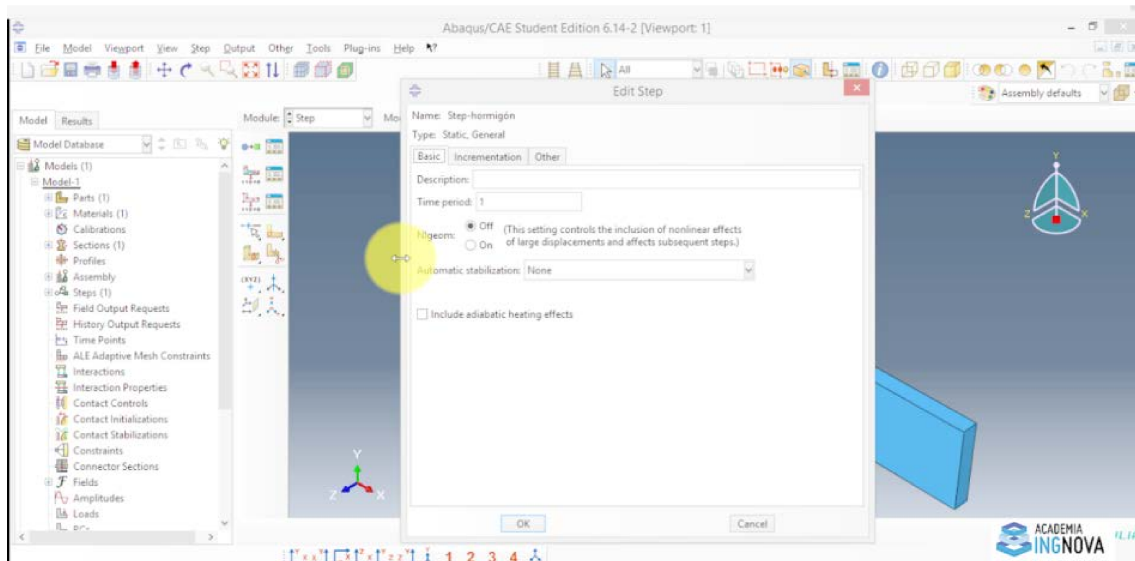 Abaqus/CAE Student Edition 6.14-2 [Viewport: 1]
File Model Viewport View Step Output Other Tools Plug-ins Help
All
Assembly defaults
Model Results
Module: Step
Model Database
Models (1)
Model-1
Parts (1)
Materials (1)
Calibrations
Sections (1)
Profiles
Assembly
Steps (1)
Field Output Requests
History Output Requests
Time Points
ALE Adaptive Mesh Constraints
Interactions
Interaction Properties
Contact Controls
Contact Initializations
Contact Stabilizations
Constraints
Connector Sections
Fields
Amplitudes
Loads
BCs
(XYZ)
Edit Step
Name: Step-hormigón
Type: Static, General
Basic Incrementation Other
Description:
Time period: 1
Nlgeom: Off (This setting controls the inclusion of nonlinear effects
On of large displacements and affects subsequent steps.)
Automatic stabilization: None
Include adiabatic heating effects
OK Cancel
Y
Z X
Y
Z X
1 2 3 4
ACADEMIA
INGNOVA